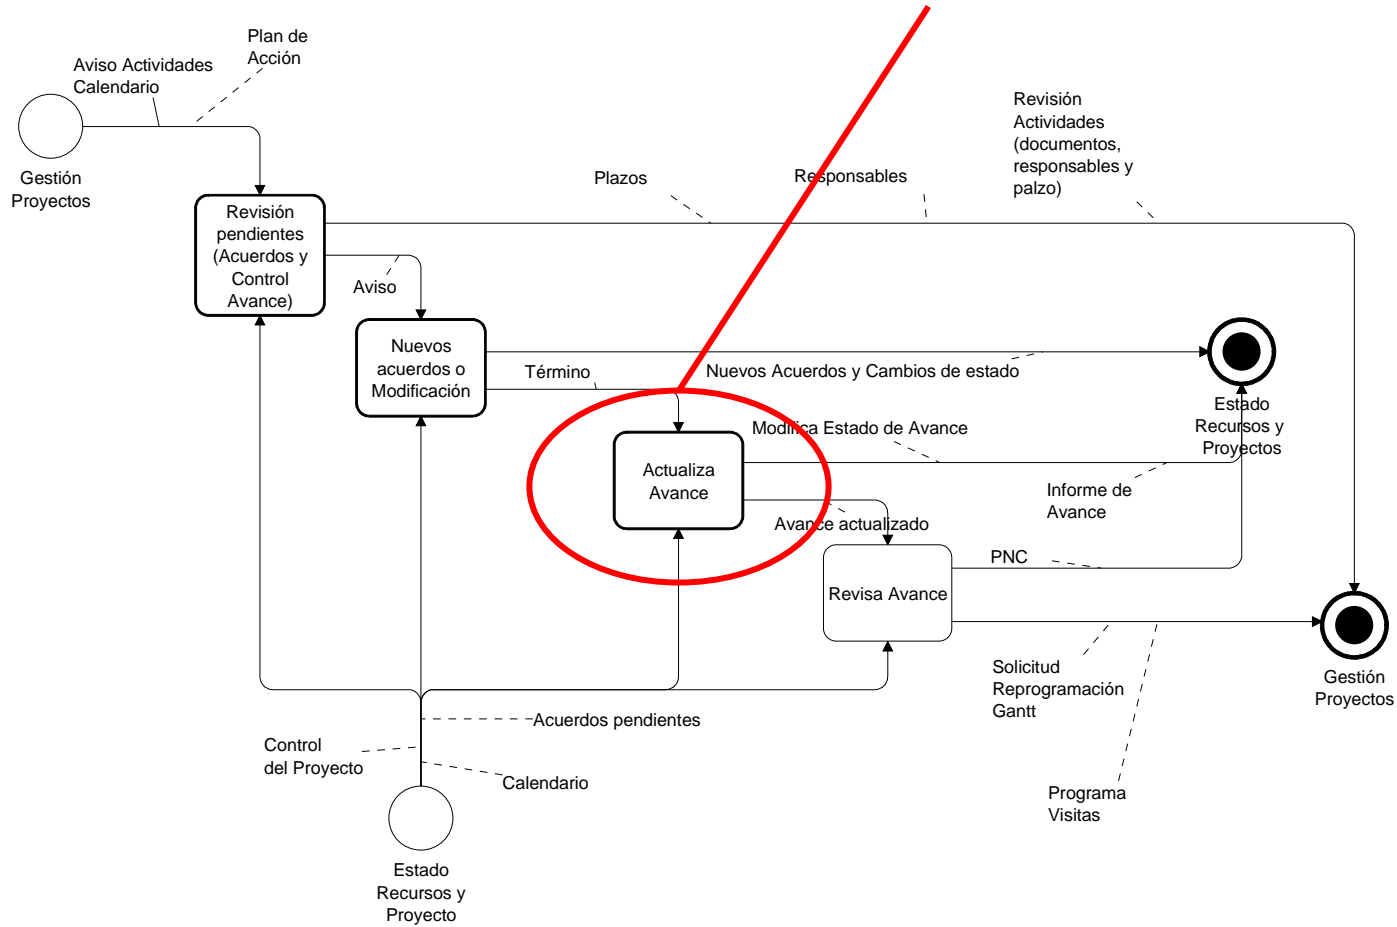 Plan de
Acción
Aviso Actividades
Calendario
Revisión
Actividades
(documentos,
responsables y
palzo)
Gestión
Proyectos
Plazos
Responsables
Revisión
pendientes
(Acuerdos y
Control
Avance)
Aviso
Nuevos
acuerdos o
Modificación
Término
Nuevos Acuerdos y Cambios de estado
Estado
Recursos y
Proyectos
Modifica Estado de Avance
Actualiza
Avance
Informe de
Avance
Avance actualizado
PNC
Revisa Avance
Solicitud
Reprogramación
Gantt
Gestión
Proyectos
Acuerdos pendientes
Control
del Proyecto
Calendario
Programa
Visitas
Estado
Recursos y
Proyecto